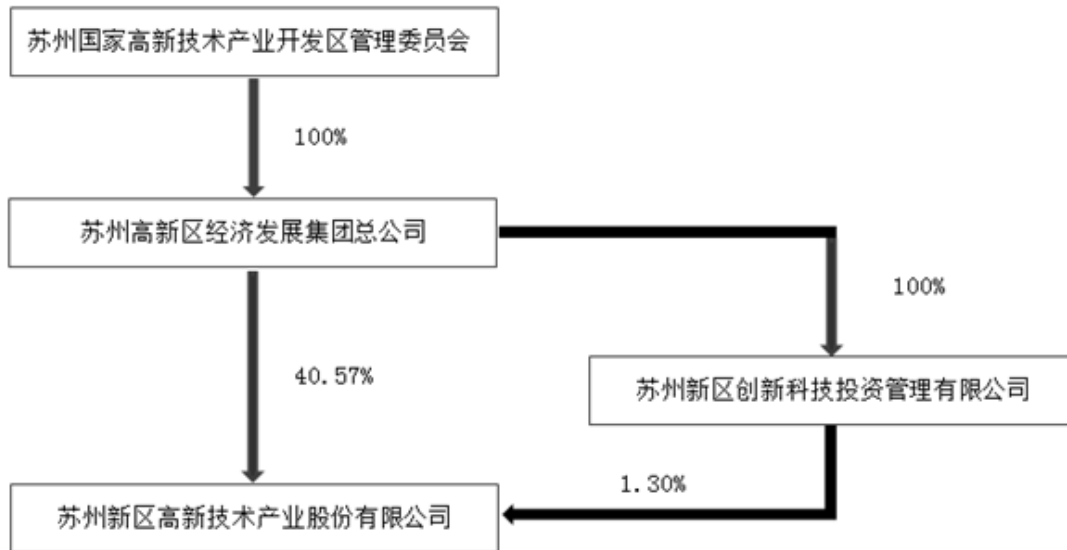 苏州国家高新技术产业开发区管理委员会
100%
苏州高新区经济发展集团总公司
100%
40.57%
苏州新区创新科技投资管理有限公司
1.30%
苏州新区高新技术产业股份有限公司